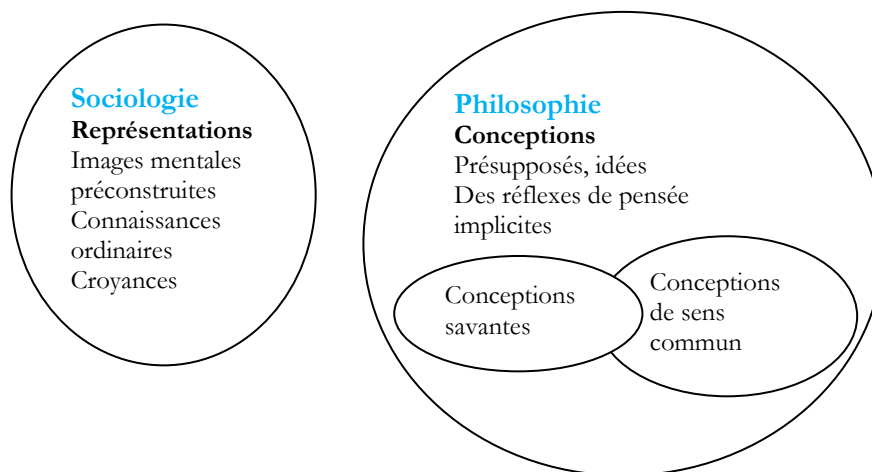 Sociologie
Représentations
Images mentales
préconstruites
Connaissances
ordinaires
Croyances
Philosophie
Conceptions
Présupposés, idées
Des réflexes de pensée
implicites
Conceptions
savantes
Conceptions
de sens
commun